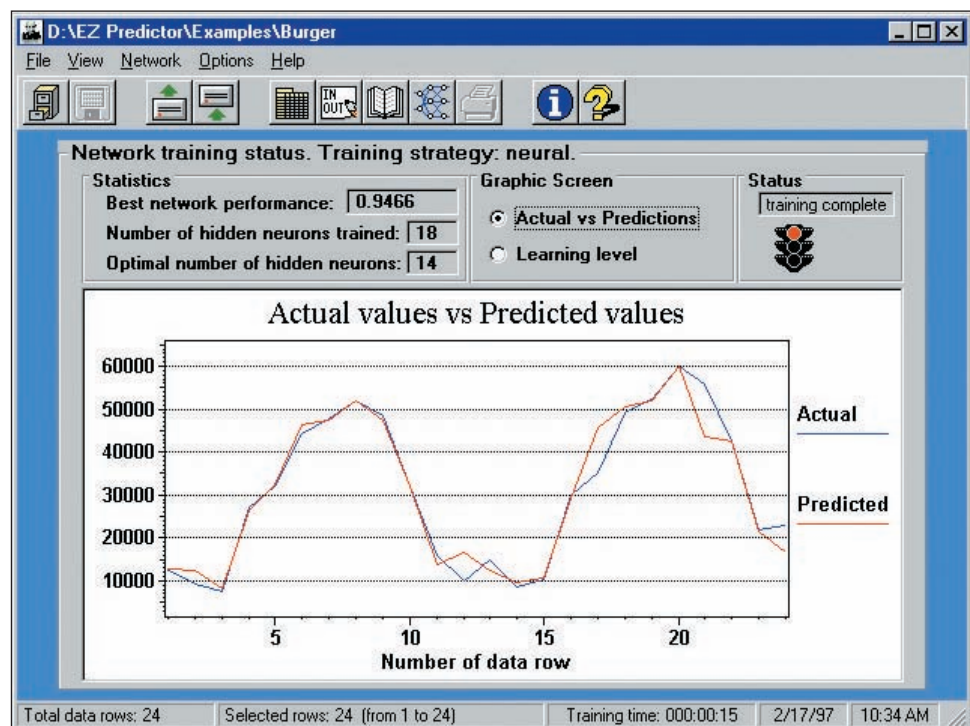 D:\EZ Predictor\Examples\Burger
File View Network Options Help
IN
OUT
Network training status. Training strategy: neural.
Statistics
Best network performance: 0.9466
Number of hidden neurons trained: 18
Optimal number of hidden neurons: 14
Graphic Screen
Actual vs Predictions
Learning level
Status
training complete
Actual values vs Predicted values
60000
50000
40000
30000
20000
10000
5 10 15 20
Number of data row
Actual
Predicted
Total data rows: 24 Selected rows: 24 (from 1 to 24) Training time: 000:00:15 2/17/97 10:34 AM